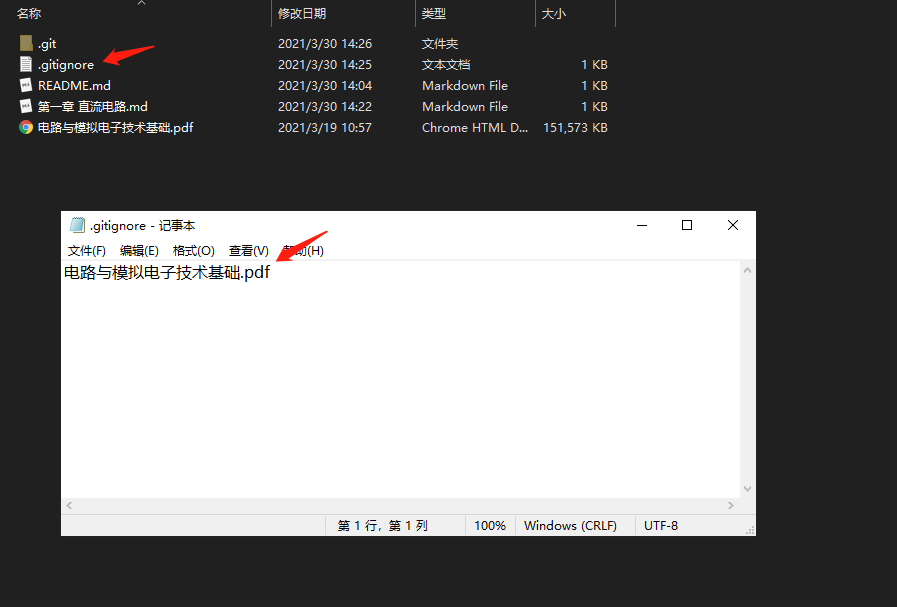 名称 修改日期 类型 大小
.git 2021/3/30 14:26 文件夹
.gitignore 2021/3/30 14:25 文本文档 1 KB
README.md 2021/3/30 14:04 Markdown File 1 KB
第一章 直流电路.md 2021/3/30 14:22 Markdown File 1 KB
电路与模拟电子技术基础.pdf 2021/3/19 10:57 Chrome HTML D... 151,573 KB
.gitignore - 记事本
文件(F) 编辑(E) 格式(O) 查看(V) 帮助(H)
电路与模拟电子技术基础.pdf
第 1 行，第 1 列 100% Windows (CRLF) UTF-8